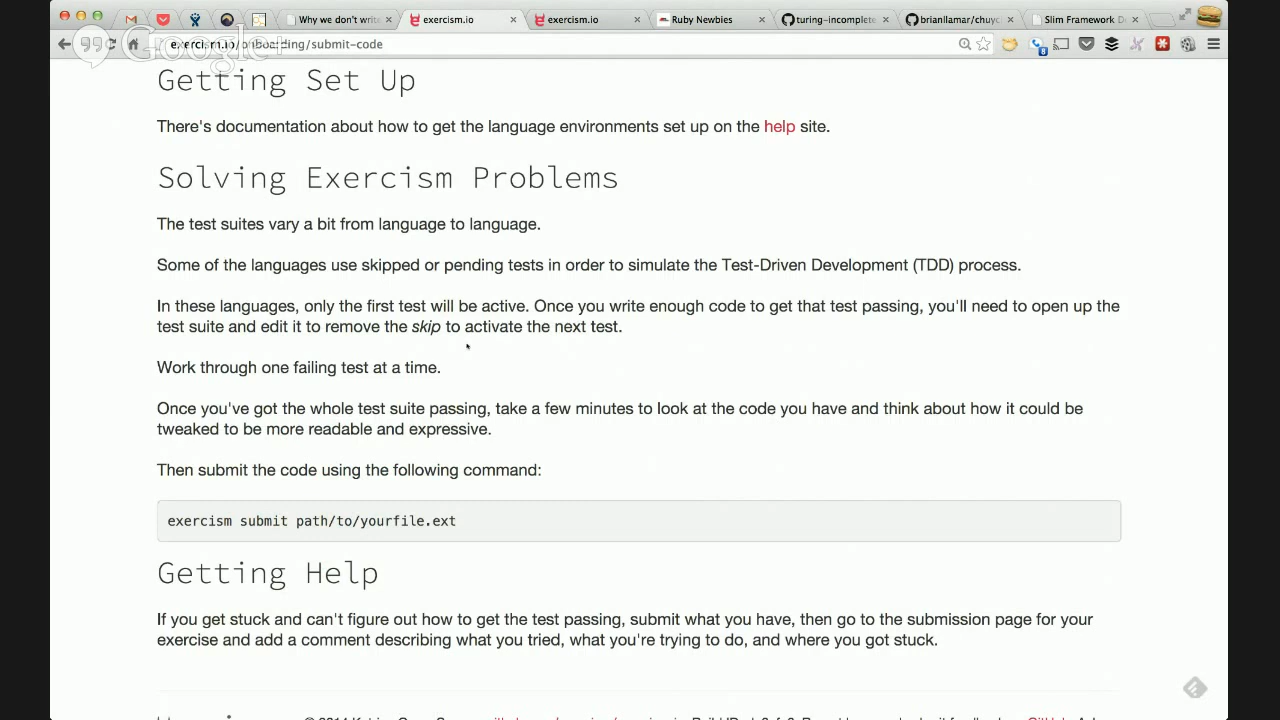 Why we don't write
exercism.io
exercism.io
Ruby Newbies
turing-incomplete
brianllamar/chuyc
Slim Framework D
Google+
exercism.io/onboarding/submit-code
8
Getting Set Up
There's documentation about how to get the language environments set up on the help site.
Solving Exercism Problems
The test suites vary a bit from language to language.
Some of the languages use skipped or pending tests in order to simulate the Test-Driven Development (TDD) process.
In these languages, only the first test will be active. Once you write enough code to get that test passing, you'll need to open up the
test suite and edit it to remove the skip to activate the next test.
Work through one failing test at a time.
Once you've got the whole test suite passing, take a few minutes to look at the code you have and think about how it could be
tweaked to be more readable and expressive.
Then submit the code using the following command:
exercism submit path/to/yourfile.ext
Getting Help
If you get stuck and can't figure out how to get the test passing, submit what you have, then go to the submission page for your
exercise and add a comment describing what you tried, what you're trying to do, and where you got stuck.